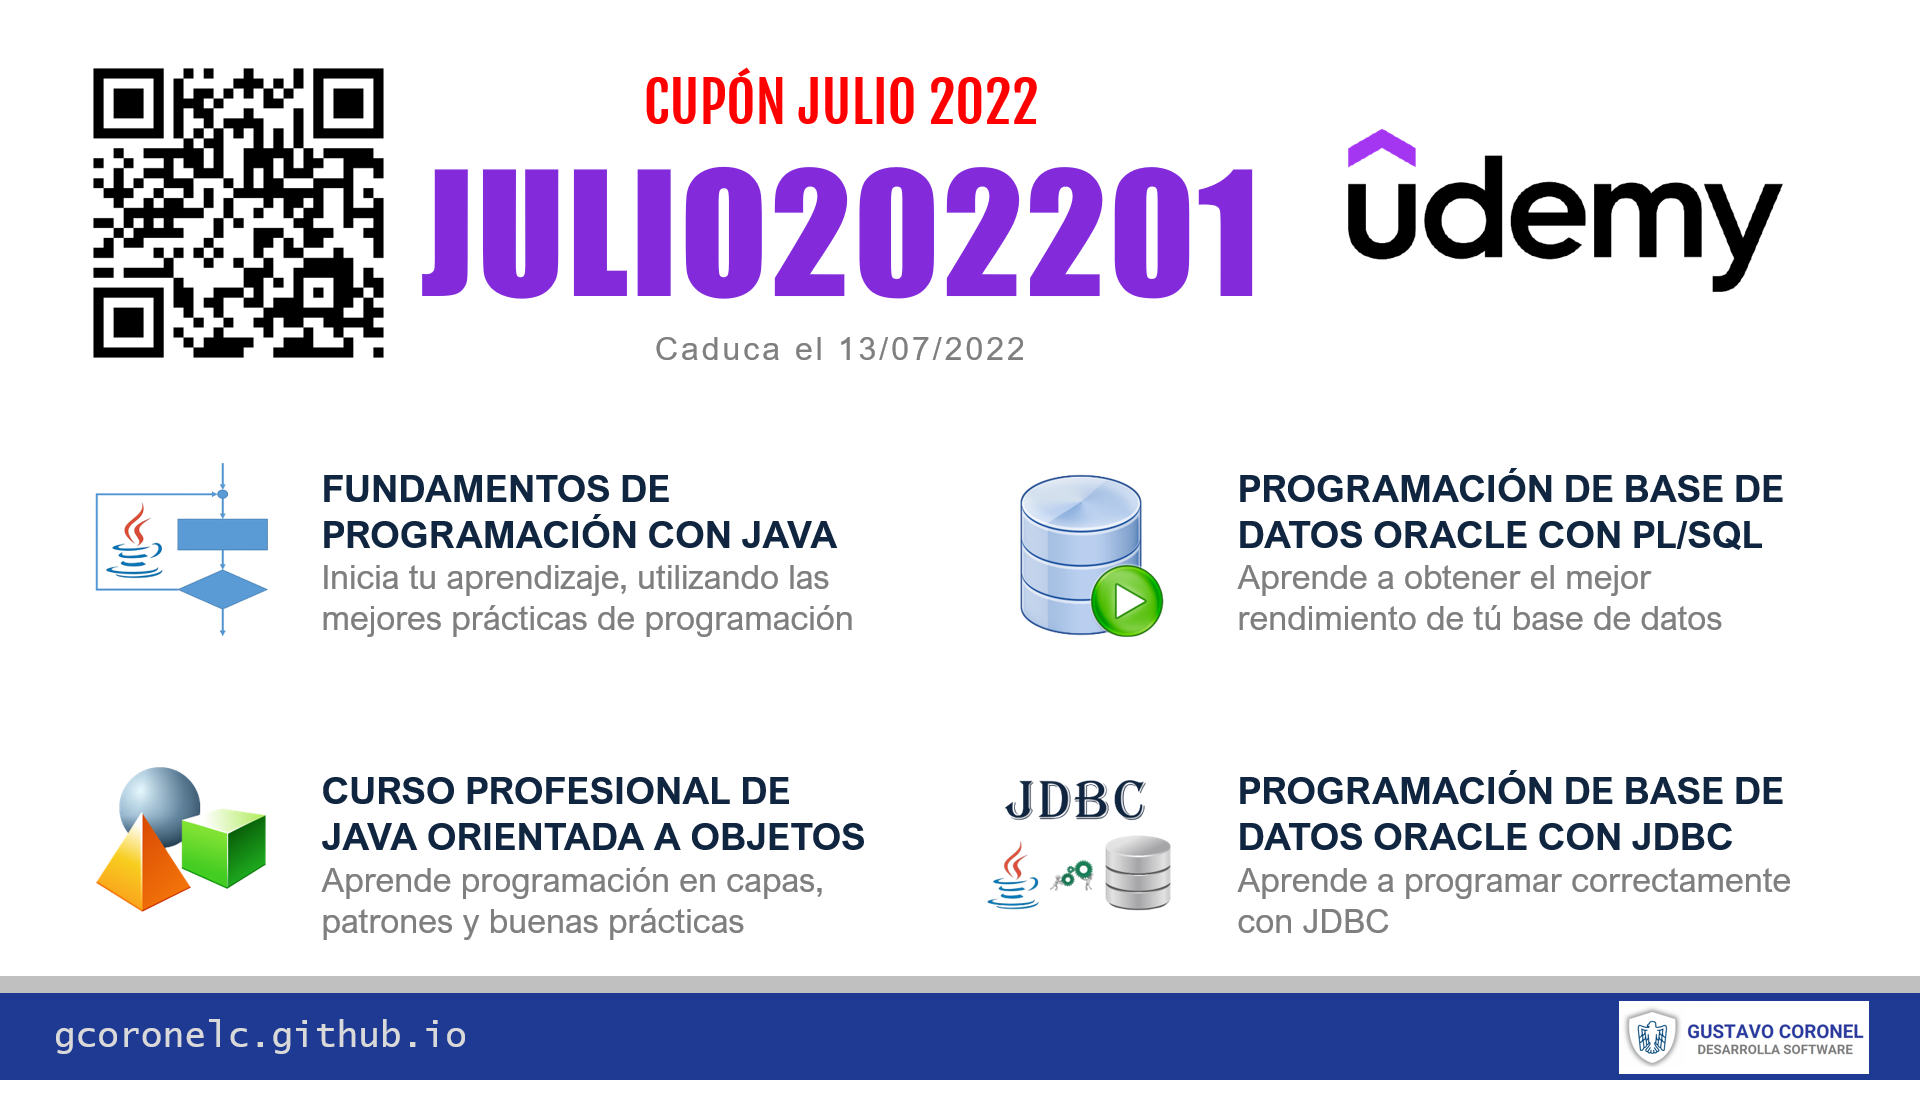 CUPÓN JULIO 2022
JULIO202201
Caduca el 13/07/2022
udemy
FUNDAMENTOS DE
PROGRAMACIÓN CON JAVA
Inicia tu aprendizaje, utilizando las
mejores prácticas de programación
PROGRAMACIÓN DE BASE DE
DATOS ORACLE CON PL/SQL
Aprende a obtener el mejor
rendimiento de tú base de datos
CURSO PROFESIONAL DE
JAVA ORIENTADA A OBJETOS
Aprende programación en capas,
patrones y buenas prácticas
JDBC
PROGRAMACIÓN DE BASE DE
DATOS ORACLE CON JDBC
Aprende a programar correctamente
con JDBC
gcoronelc.github.io
GUSTAVO CORONEL
DESARROLLA SOFTWARE